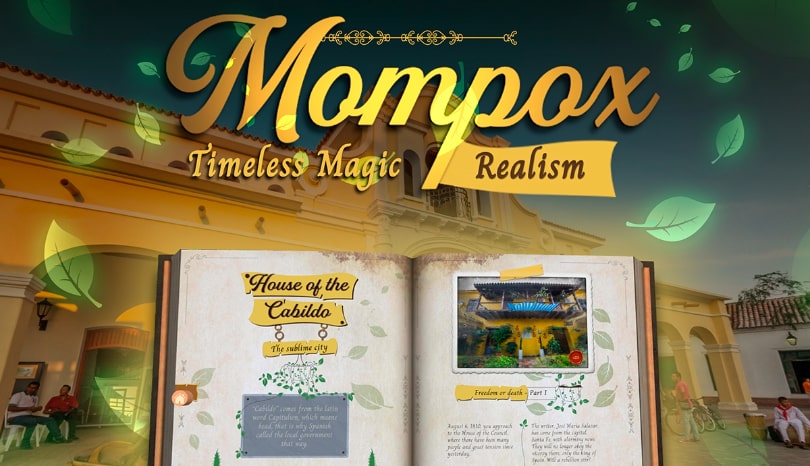 Mompox
Timeless Magic Realism
House of the
Cabildo
The sublime city
"Cabildo" comes from the latin
word Capitulum, which means
head, that is why Spanish
called the local government
that way.
Freedom or death - Part I
August 6, 1810, you approach
to the House of the Council,
where there have been many
people and great tension since
yesterday.
The writer, José María Salazar
has come from the capital,
Santa Fe, with alarming news:
They will no longer obey the
viceroy there, only the king of
Spain. Will a rebellion start?